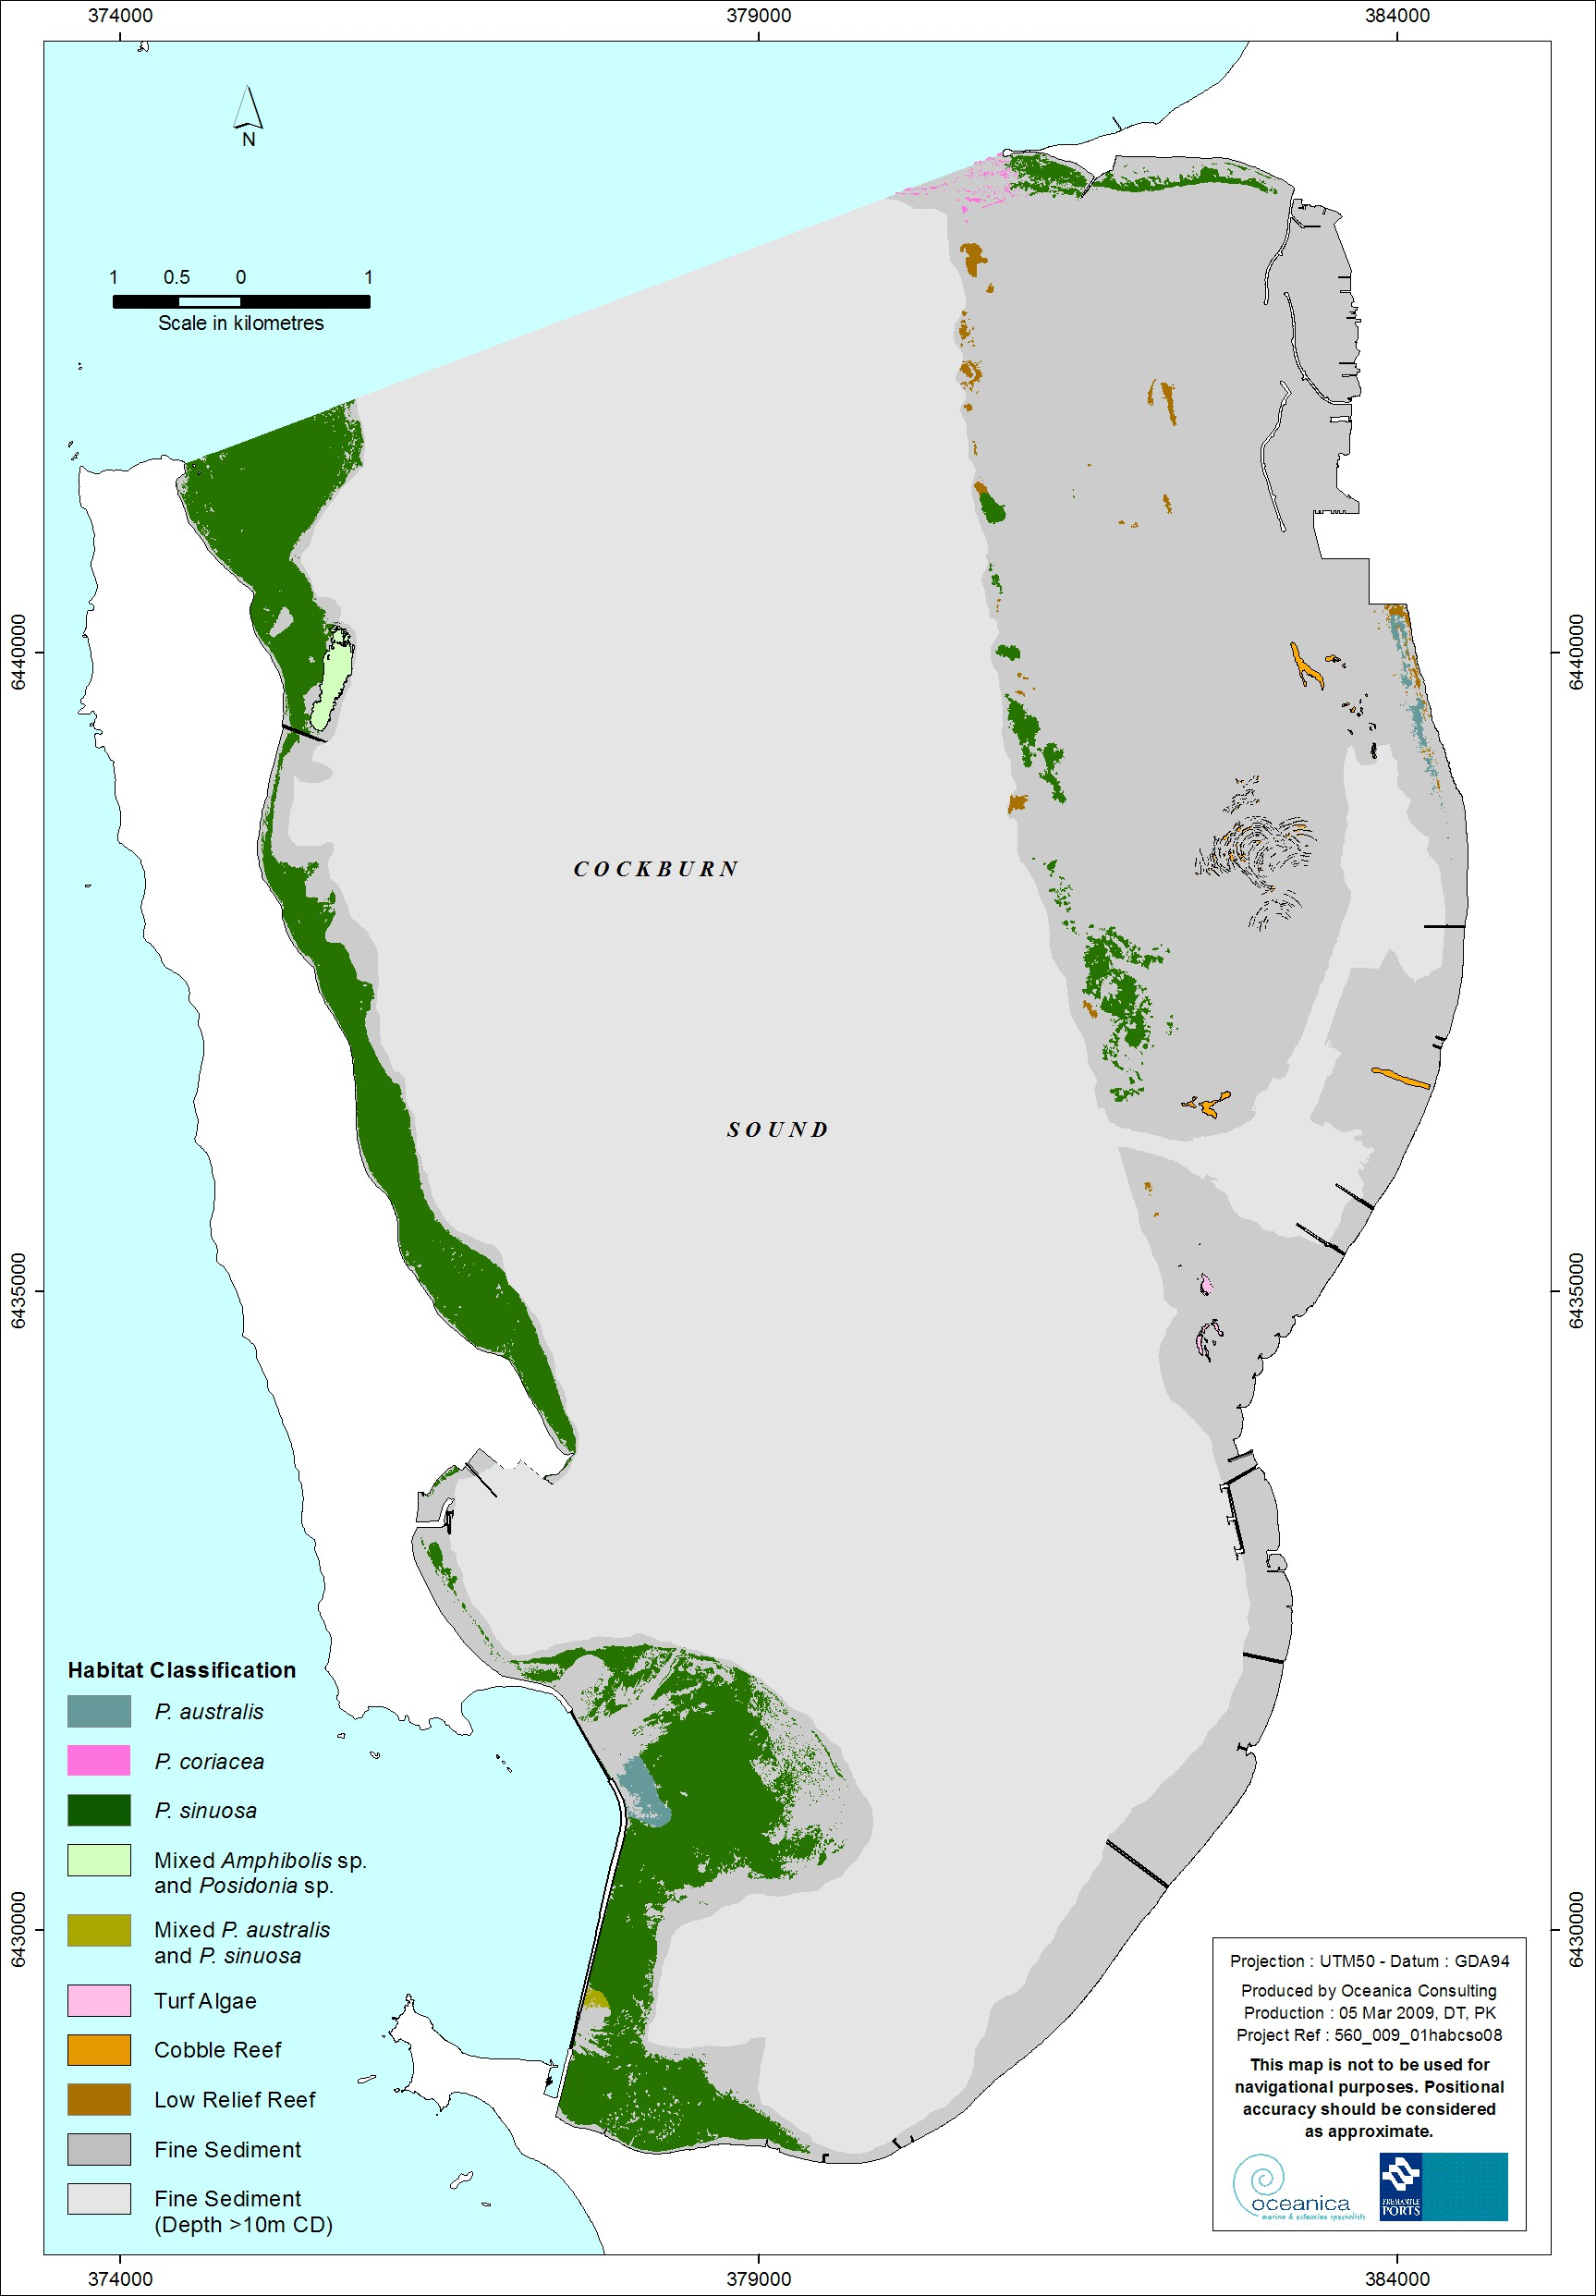 374000
379000
384000
N
1
0.5
0
1
Scale in kilometres
6440000
6440000
COCKBURN
SOUND
6435000
6435000
Habitat Classification
P. australis
P. coriacea
P. sinuosa
Mixed Amphibolis sp.
and Posidonia sp.
Mixed P. australis
and P. sinuosa
Turf Algae
Cobble Reef
Low Relief Reef
Fine Sediment
Fine Sediment
(Depth >10m CD)
6430000
6430000
Projection : UTM50 - Datum : GDA94
Produced by Oceanica Consulting
Production : 05 Mar 2009, DT, PK
Project Ref : 560_009_01habcso08
This map is not to be used for
navigational purposes. Positional
accuracy should be considered
as approximate.
oceanica
marine & estuarine specialists
FREMANTLE
PORTS
374000
379000
384000